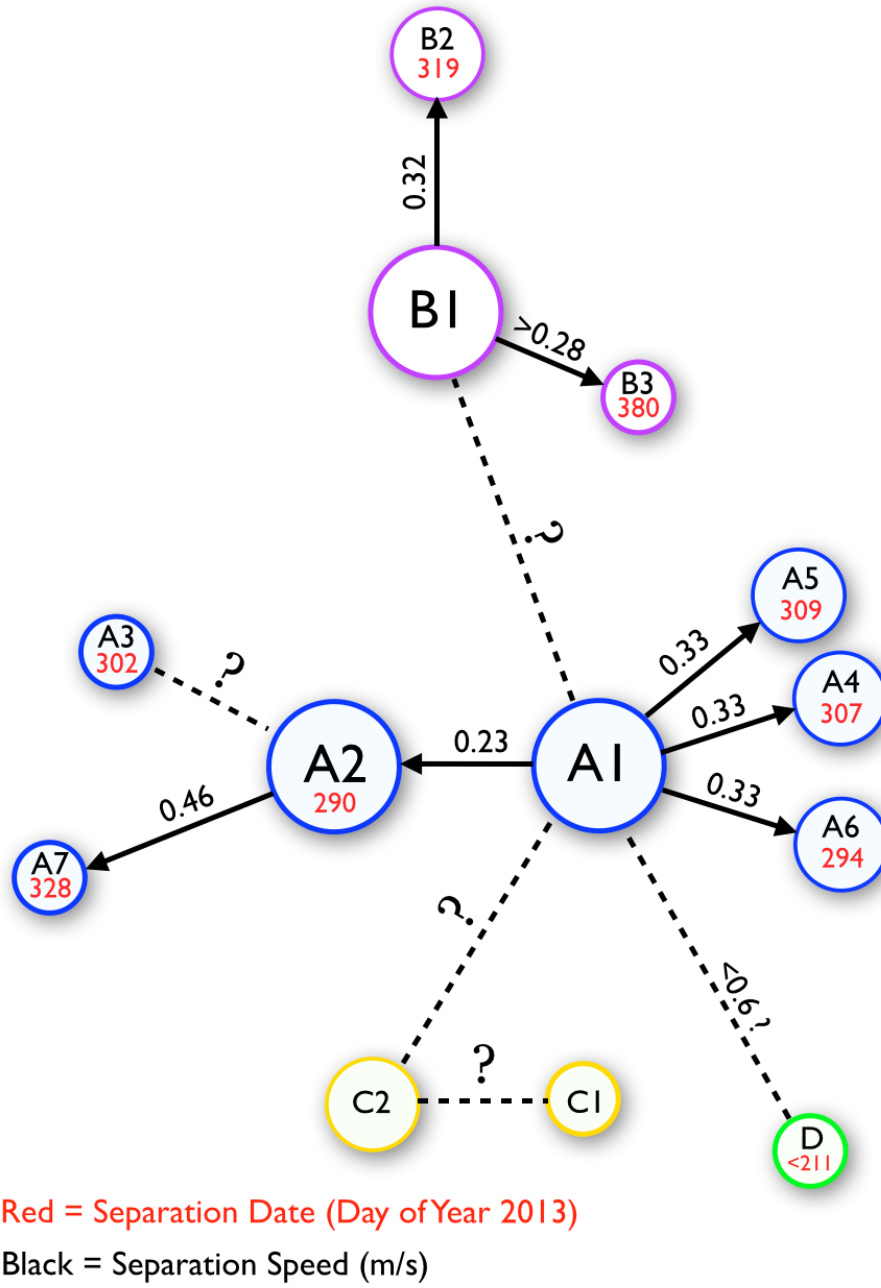 B2
319
0.32
B1
>0.28
B3
380
?
A5
309
A3
302
?
0.33
A4
307
0.33
A2
290
0.23
A1
0.33
A6
294
0.46
A7
328
?
<0.6 ?
C2
?
C1
D
<211
Red = Separation Date (Day of Year 2013)
Black = Separation Speed (m/s)